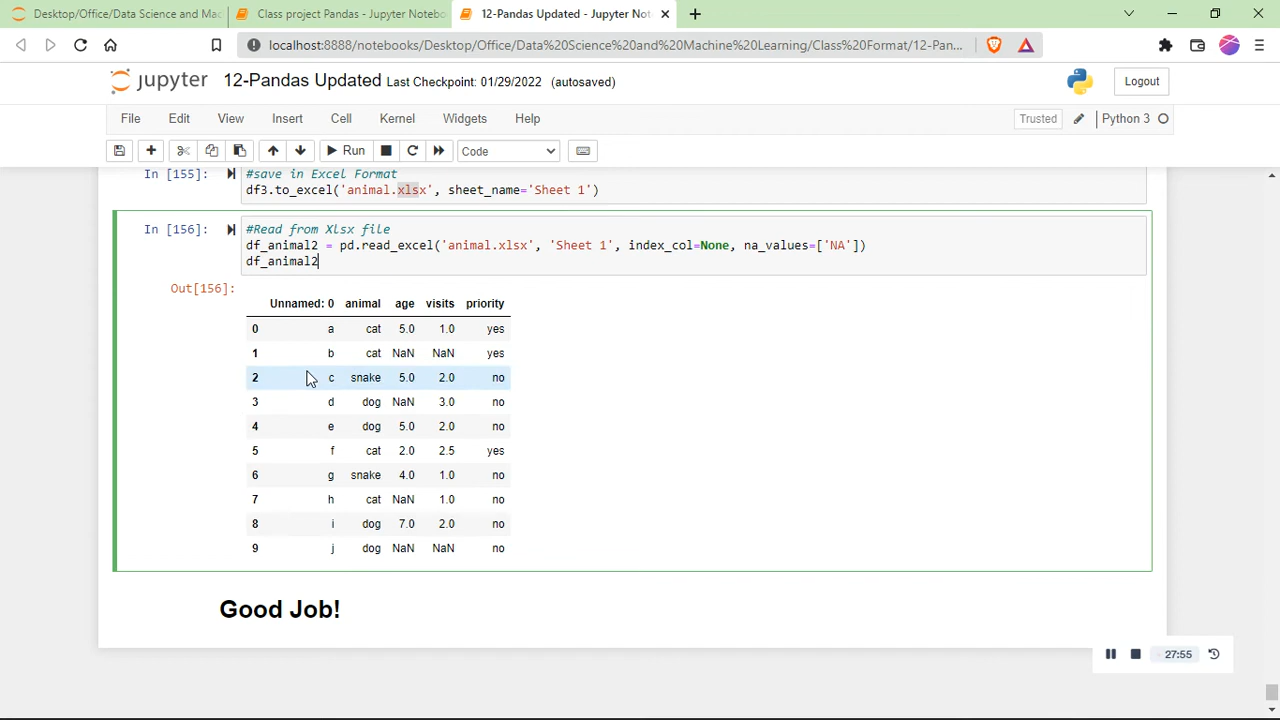 Desktop/Office/Data Science and Mac
Class project Pandas - Jupyter Notebo
12-Pandas Updated - Jupyter Not
localhost:8888/notebooks/Desktop/Office/Data%20Science%20and%20Machine%20Learning/Class%20Format/12-Pan...
jupyter 12-Pandas Updated Last Checkpoint: 01/29/2022 (autosaved)
Logout
File Edit View Insert Cell Kernel Widgets Help
Trusted Python 3
Run Code
In [155]: #save in Excel Format
df3.to_excel('animal.xlsx', sheet_name='Sheet 1')
In [156]: #Read from Xlsx file
df_animal2 = pd.read_excel('animal.xlsx', 'Sheet 1', index_col=None, na_values=['NA'])
df_animal2
Out[156]:
Unnamed: 0 animal age visits priority
0 a cat 5.0 1.0 yes
1 b cat NaN NaN yes
2 c snake 5.0 2.0 no
3 d dog NaN 3.0 no
4 e dog 5.0 2.0 no
5 f cat 2.0 2.5 yes
6 g snake 4.0 1.0 no
7 h cat NaN 1.0 no
8 i dog 7.0 2.0 no
9 j dog NaN NaN no
Good Job!
27:55